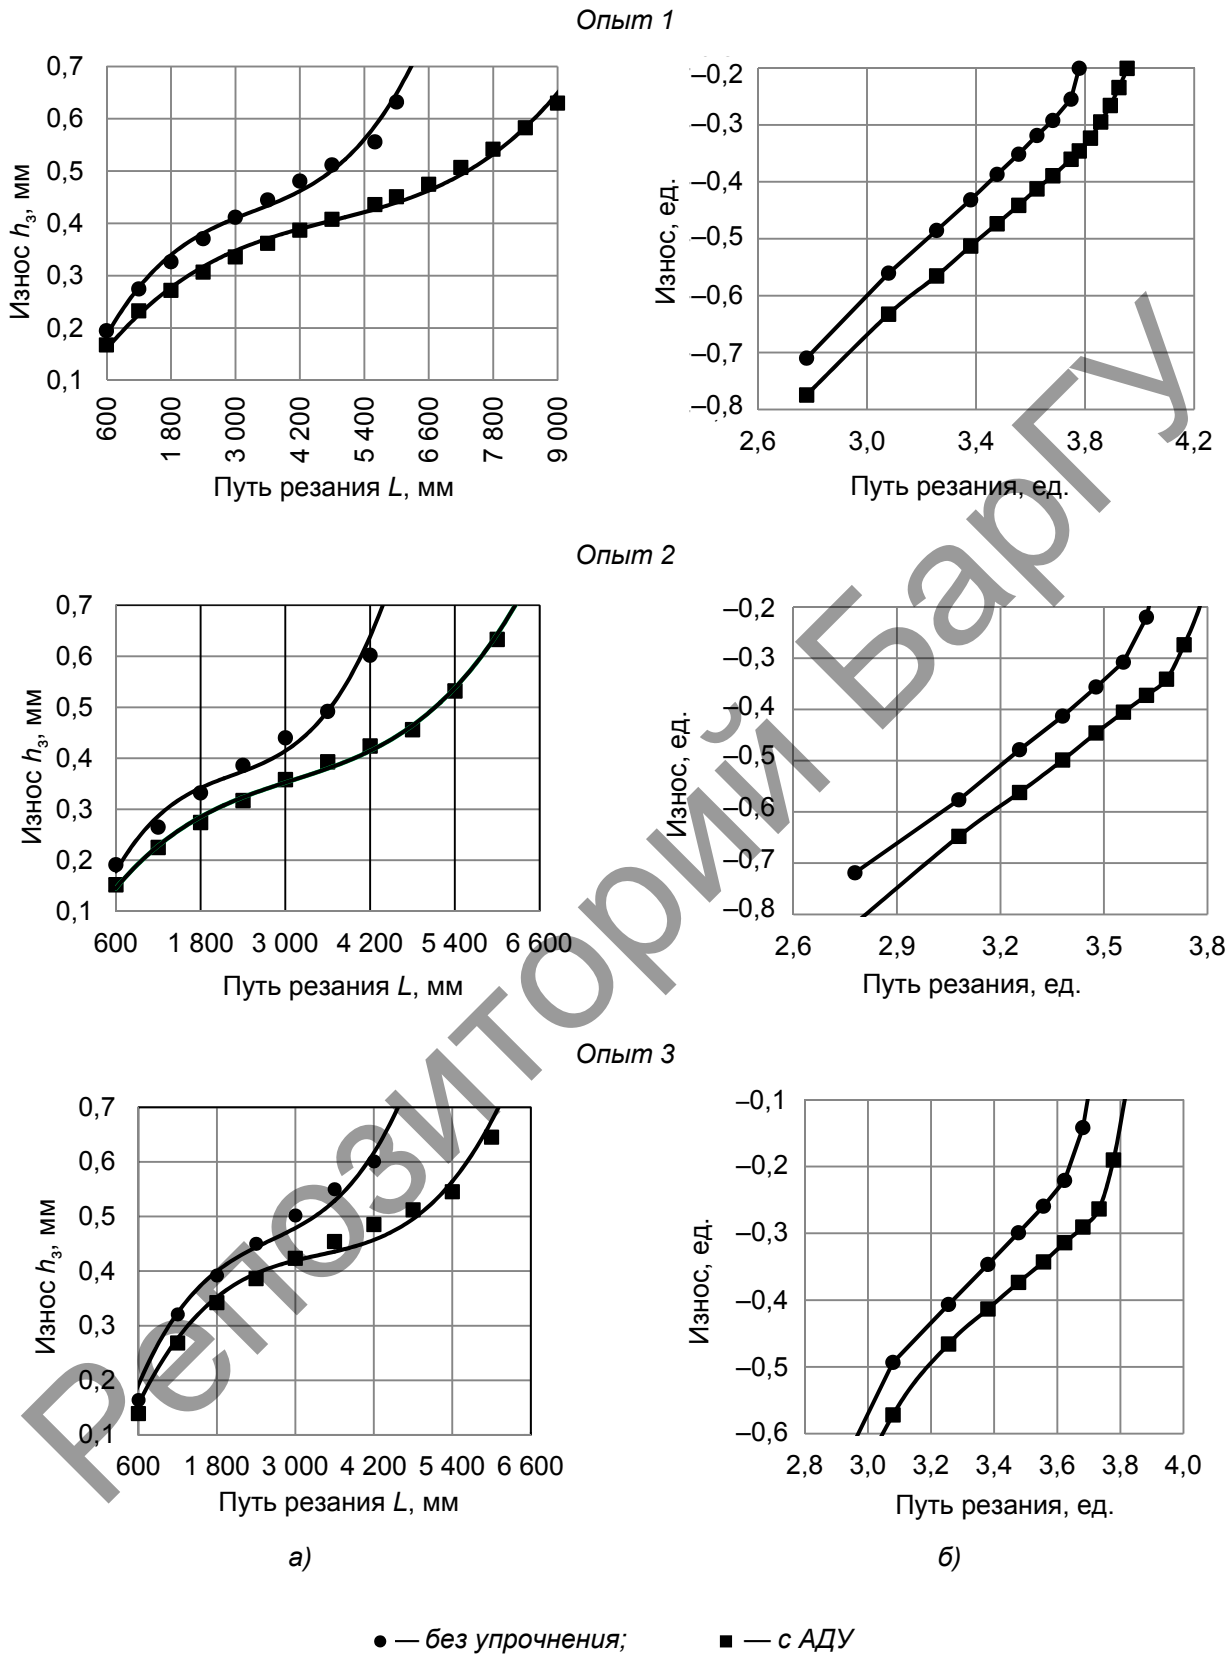 Опыт 1
0,7
0,6
0,5
0,4
0,3
0,2
0,1
Износ hз, мм
600
1 800
3 000
4 200
5 400
6 600
7 800
9 000
Путь резания L, мм
–0,2
–0,3
–0,4
–0,5
–0,6
–0,7
–0,8
Износ, ед.
2,6 3,0 3,4 3,8 4,2
Путь резания, ед.
Опыт 2
0,7
0,6
0,5
0,4
0,3
0,2
0,1
Износ hз, мм
600 1 800 3 000 4 200 5 400 6 600
Путь резания L, мм
–0,2
–0,3
–0,4
–0,5
–0,6
–0,7
–0,8
Износ, ед.
2,6 2,9 3,2 3,5 3,8
Путь резания, ед.
Опыт 3
0,7
0,6
0,5
0,4
0,3
0,2
0,1
Износ hз, мм
600 1 800 3 000 4 200 5 400 6 600
Путь резания L, мм
–0,1
–0,2
–0,3
–0,4
–0,5
–0,6
Износ, ед.
2,8 3,0 3,2 3,4 3,6 3,8 4,0
Путь резания, ед.
а) б)
— без упрочнения; — с АДУ
Репозиторий БарГУ